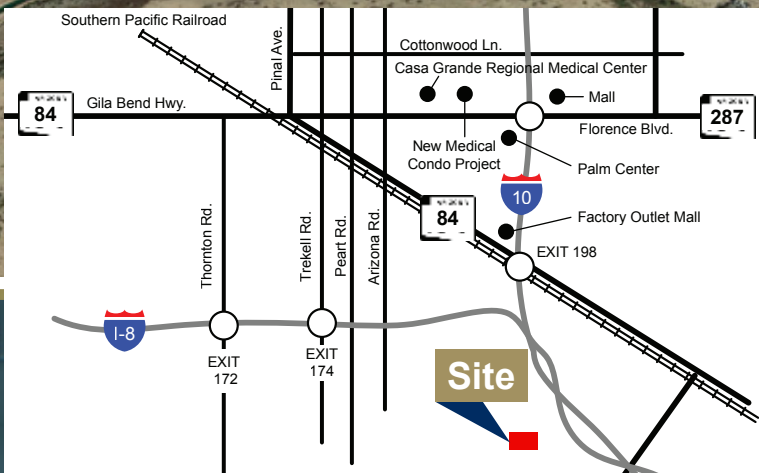 Southern Pacific Railroad
Pinal Ave.
Cottonwood Ln.
Casa Grande Regional Medical Center
Mall
84
Gila Bend Hwy.
287
Florence Blvd.
New Medical
Condo Project
Palm Center
10
84
Factory Outlet Mall
EXIT 198
Thornton Rd.
Trekell Rd.
Peart Rd.
Arizona Rd.
I-8
EXIT
172
EXIT
174
Site